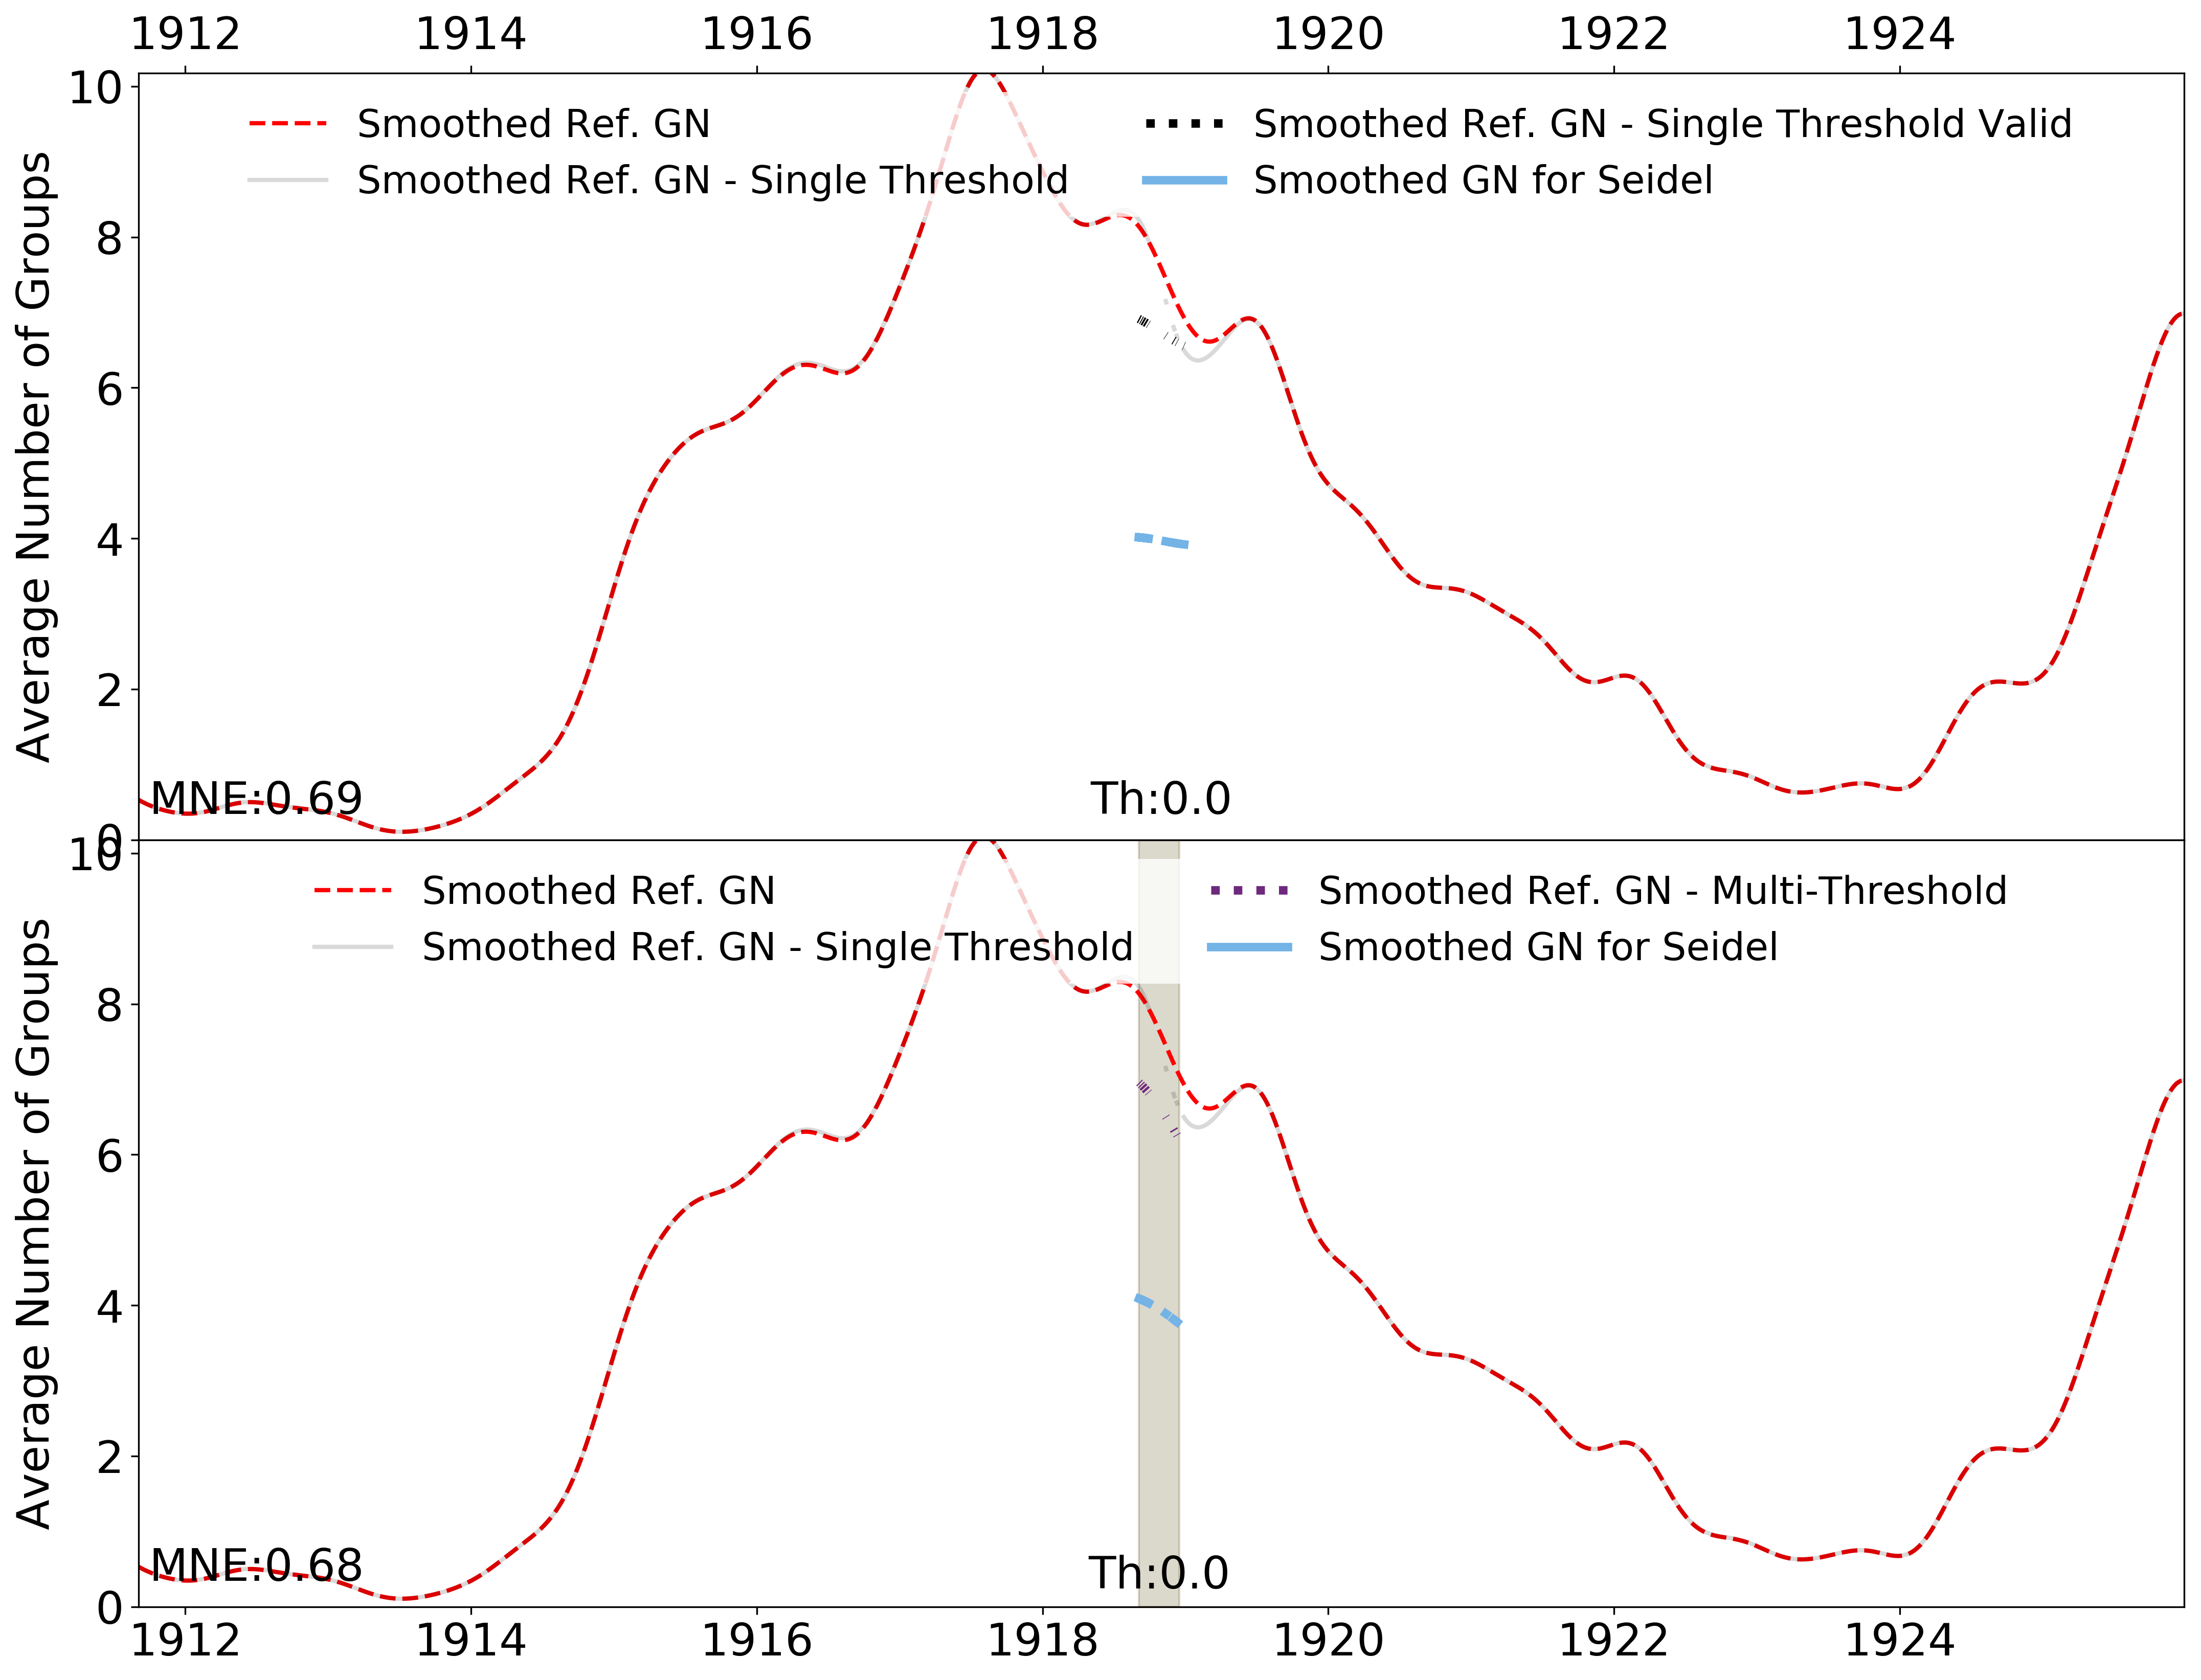 1912 1914 1916 1918 1920 1922 1924
10
8
6
4
2
0
Average Number of Groups
Smoothed Ref. GN
Smoothed Ref. GN - Single Threshold
Smoothed Ref. GN - Single Threshold Valid
Smoothed GN for Seidel
MNE:0.69
Th:0.0
10
8
6
4
2
0
Average Number of Groups
Smoothed Ref. GN
Smoothed Ref. GN - Single Threshold
Smoothed Ref. GN - Multi-Threshold
Smoothed GN for Seidel
MNE:0.68
Th:0.0
1912 1914 1916 1918 1920 1922 1924